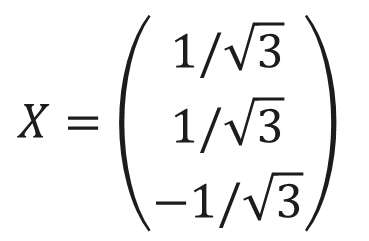 1/√3
X = ( 1/√3 )
−1/√3